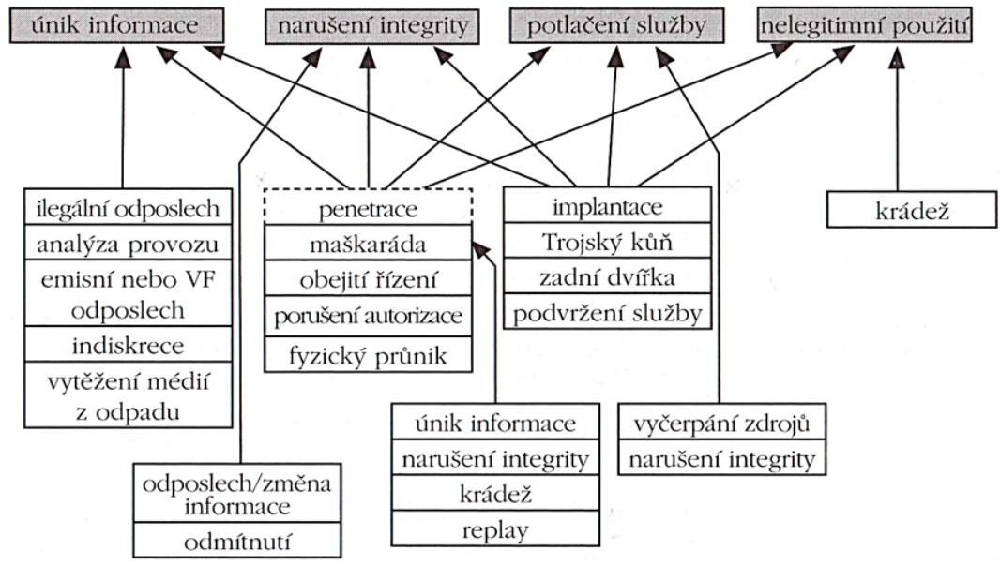 únik informace
narušení integrity
potlačení služby
nelegitimní použití
ilegální odposlech
analýza provozu
emisní nebo VF
odposlech
indiskrece
vytěžení médií
z odpadu
penetrace
maškaráda
obejití řízení
porušení autorizace
fyzický průnik
implantace
Trojský kůň
zadní dvířka
podvržení služby
krádež
odposlech/změna
informace
odmítnutí
únik informace
narušení integrity
krádež
replay
vyčerpání zdrojů
narušení integrity